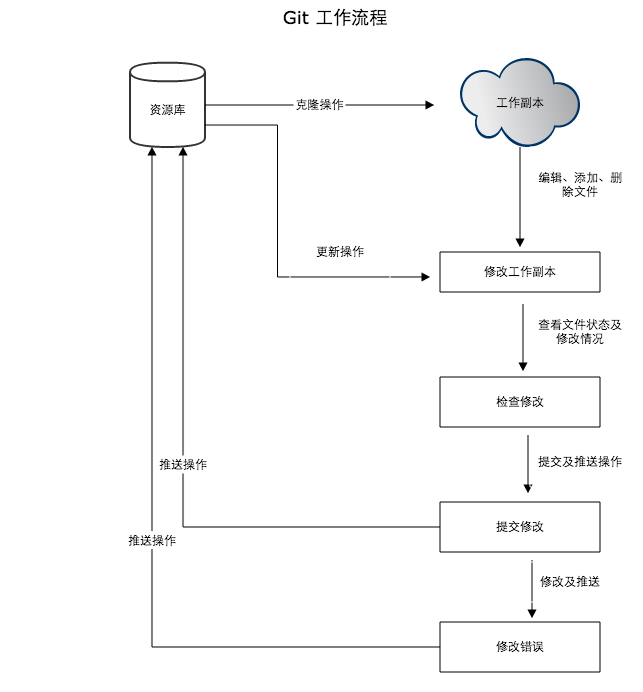 Git 工作流程
资源库
克隆操作
工作副本
编辑、添加、删
除文件
更新操作
修改工作副本
查看文件状态及
修改情况
检查修改
推送操作
提交及推送操作
提交修改
推送操作
修改及推送
修改错误